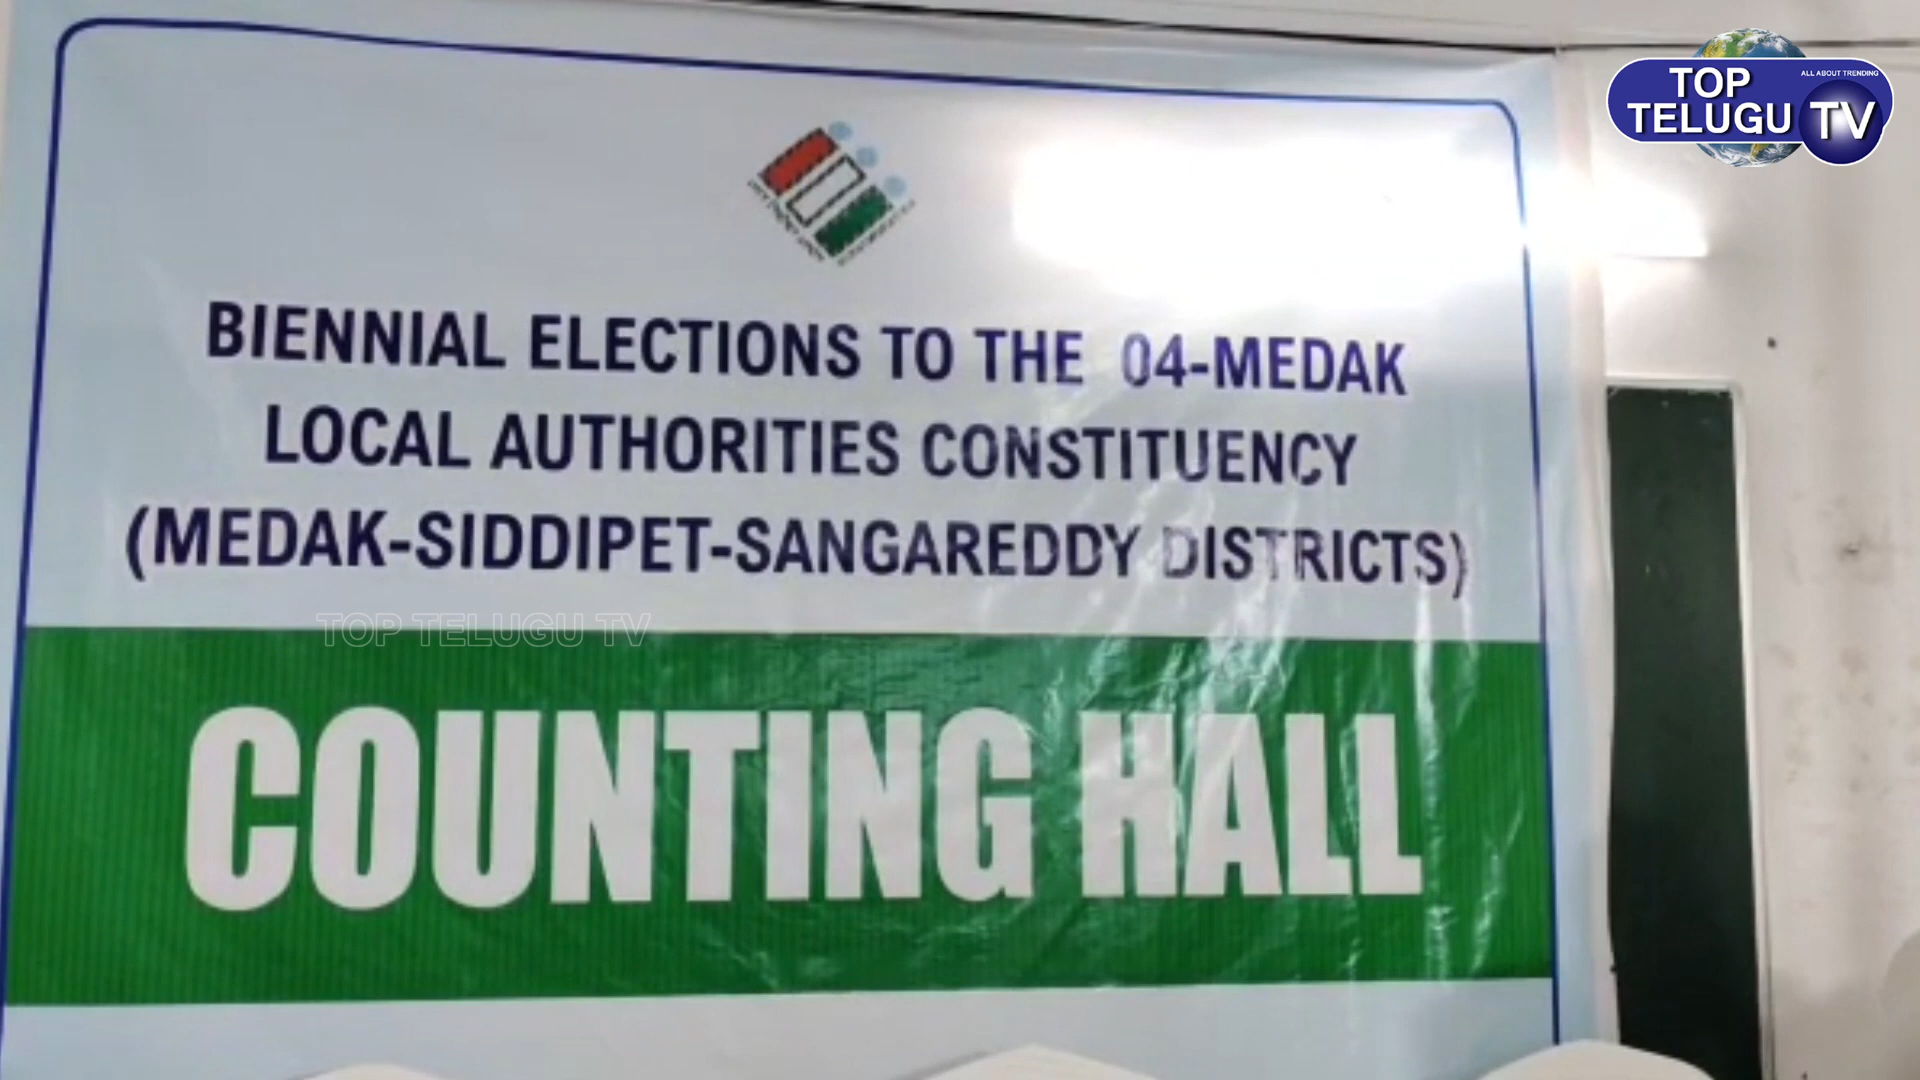 TOP
TELUGU TV
ALL ABOUT TRENDING
BIENNIAL ELECTIONS TO THE 04-MEDAK
LOCAL AUTHORITIES CONSTITUENCY
(MEDAK-SIDDIPET-SANGAREDDY DISTRICTS)
TOP TELUGU TV
COUNTING HALL